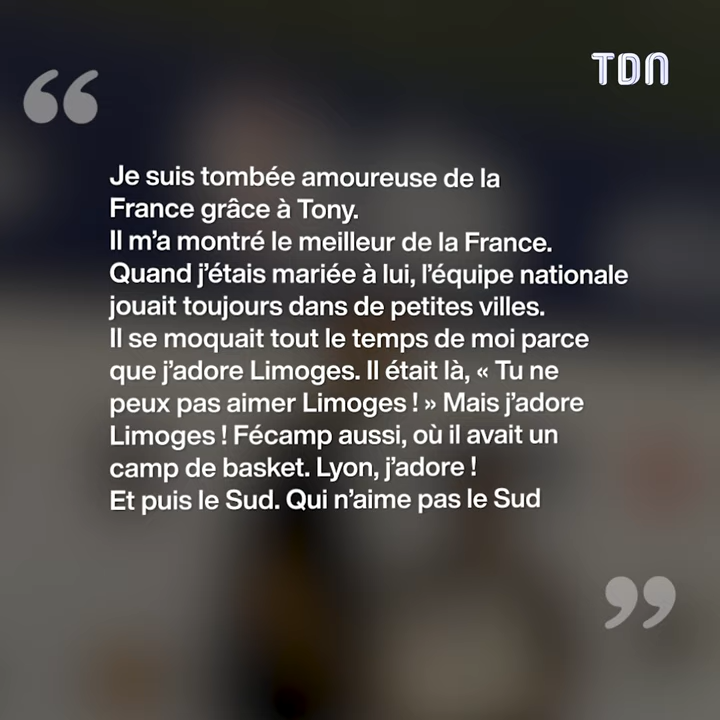 TDN
“
Je suis tombée amoureuse de la
France grâce à Tony.
Il m’a montré le meilleur de la France.
Quand j’étais mariée à lui, l’équipe nationale
jouait toujours dans de petites villes.
Il se moquait tout le temps de moi parce
que j’adore Limoges. Il était là, « Tu ne
peux pas aimer Limoges ! » Mais j’adore
Limoges ! Fécamp aussi, où il avait un
camp de basket. Lyon, j’adore !
Et puis le Sud. Qui n’aime pas le Sud
”